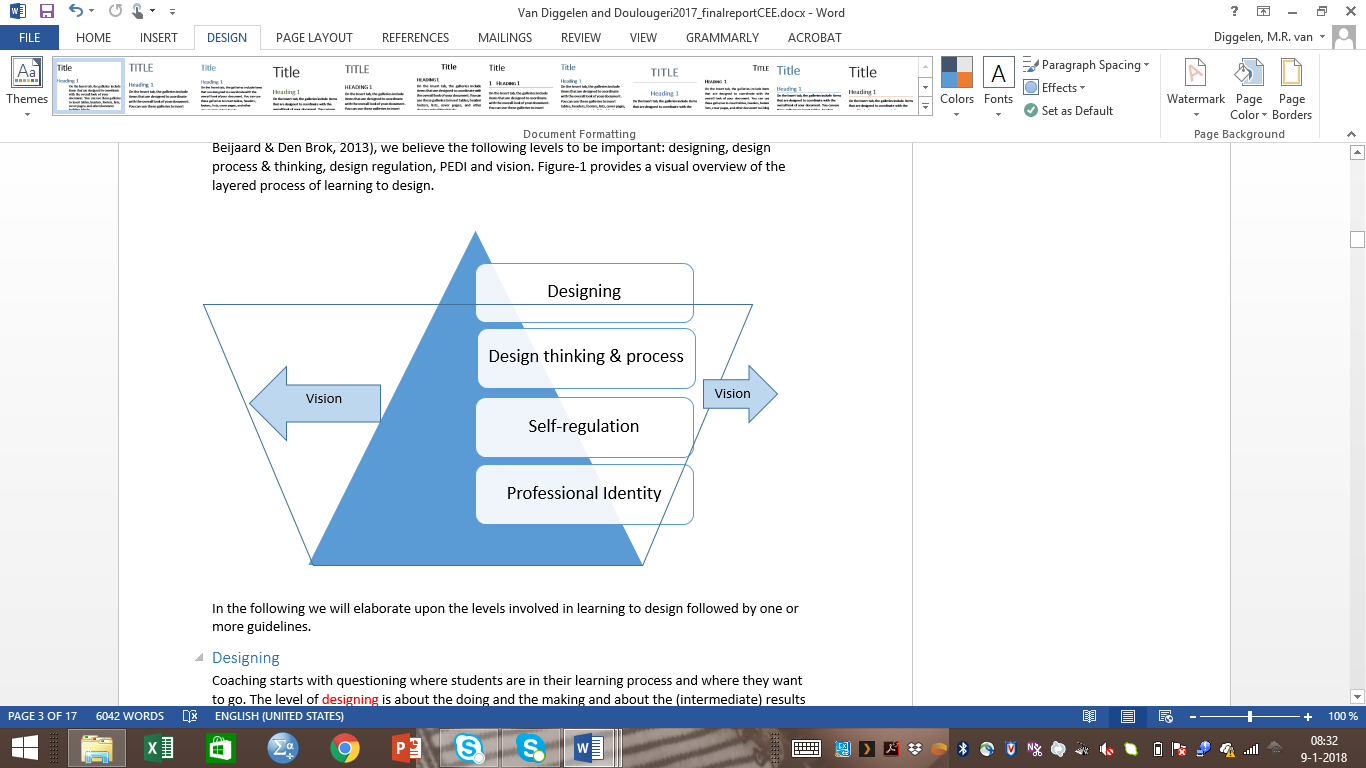 Van Diggelen and Doulougeri2017_finalreportCEE.docx - Word
FILE HOME INSERT DESIGN PAGE LAYOUT REFERENCES MAILINGS REVIEW VIEW GRAMMARLY ACROBAT Diggelen, M.R. van
Themes
Colors
Fonts
Paragraph Spacing
Effects
Set as Default
Watermark
Page Color
Page Borders
Document Formatting
Page Background
Beijaard & Den Brok, 2013), we believe the following levels to be important: designing, design
process & thinking, design regulation, PEDI and vision. Figure-1 provides a visual overview of the
layered process of learning to design.
Designing
Design thinking & process
Vision
Vision
Self-regulation
Professional Identity
In the following we will elaborate upon the levels involved in learning to design followed by one or
more guidelines.
Designing
Coaching starts with questioning where students are in their learning process and where they want
to go. The level of designing is about the doing and the making and about the (intermediate) results
PAGE 3 OF 17 6042 WORDS ENGLISH (UNITED STATES) 100 %
08:32
9-1-2018